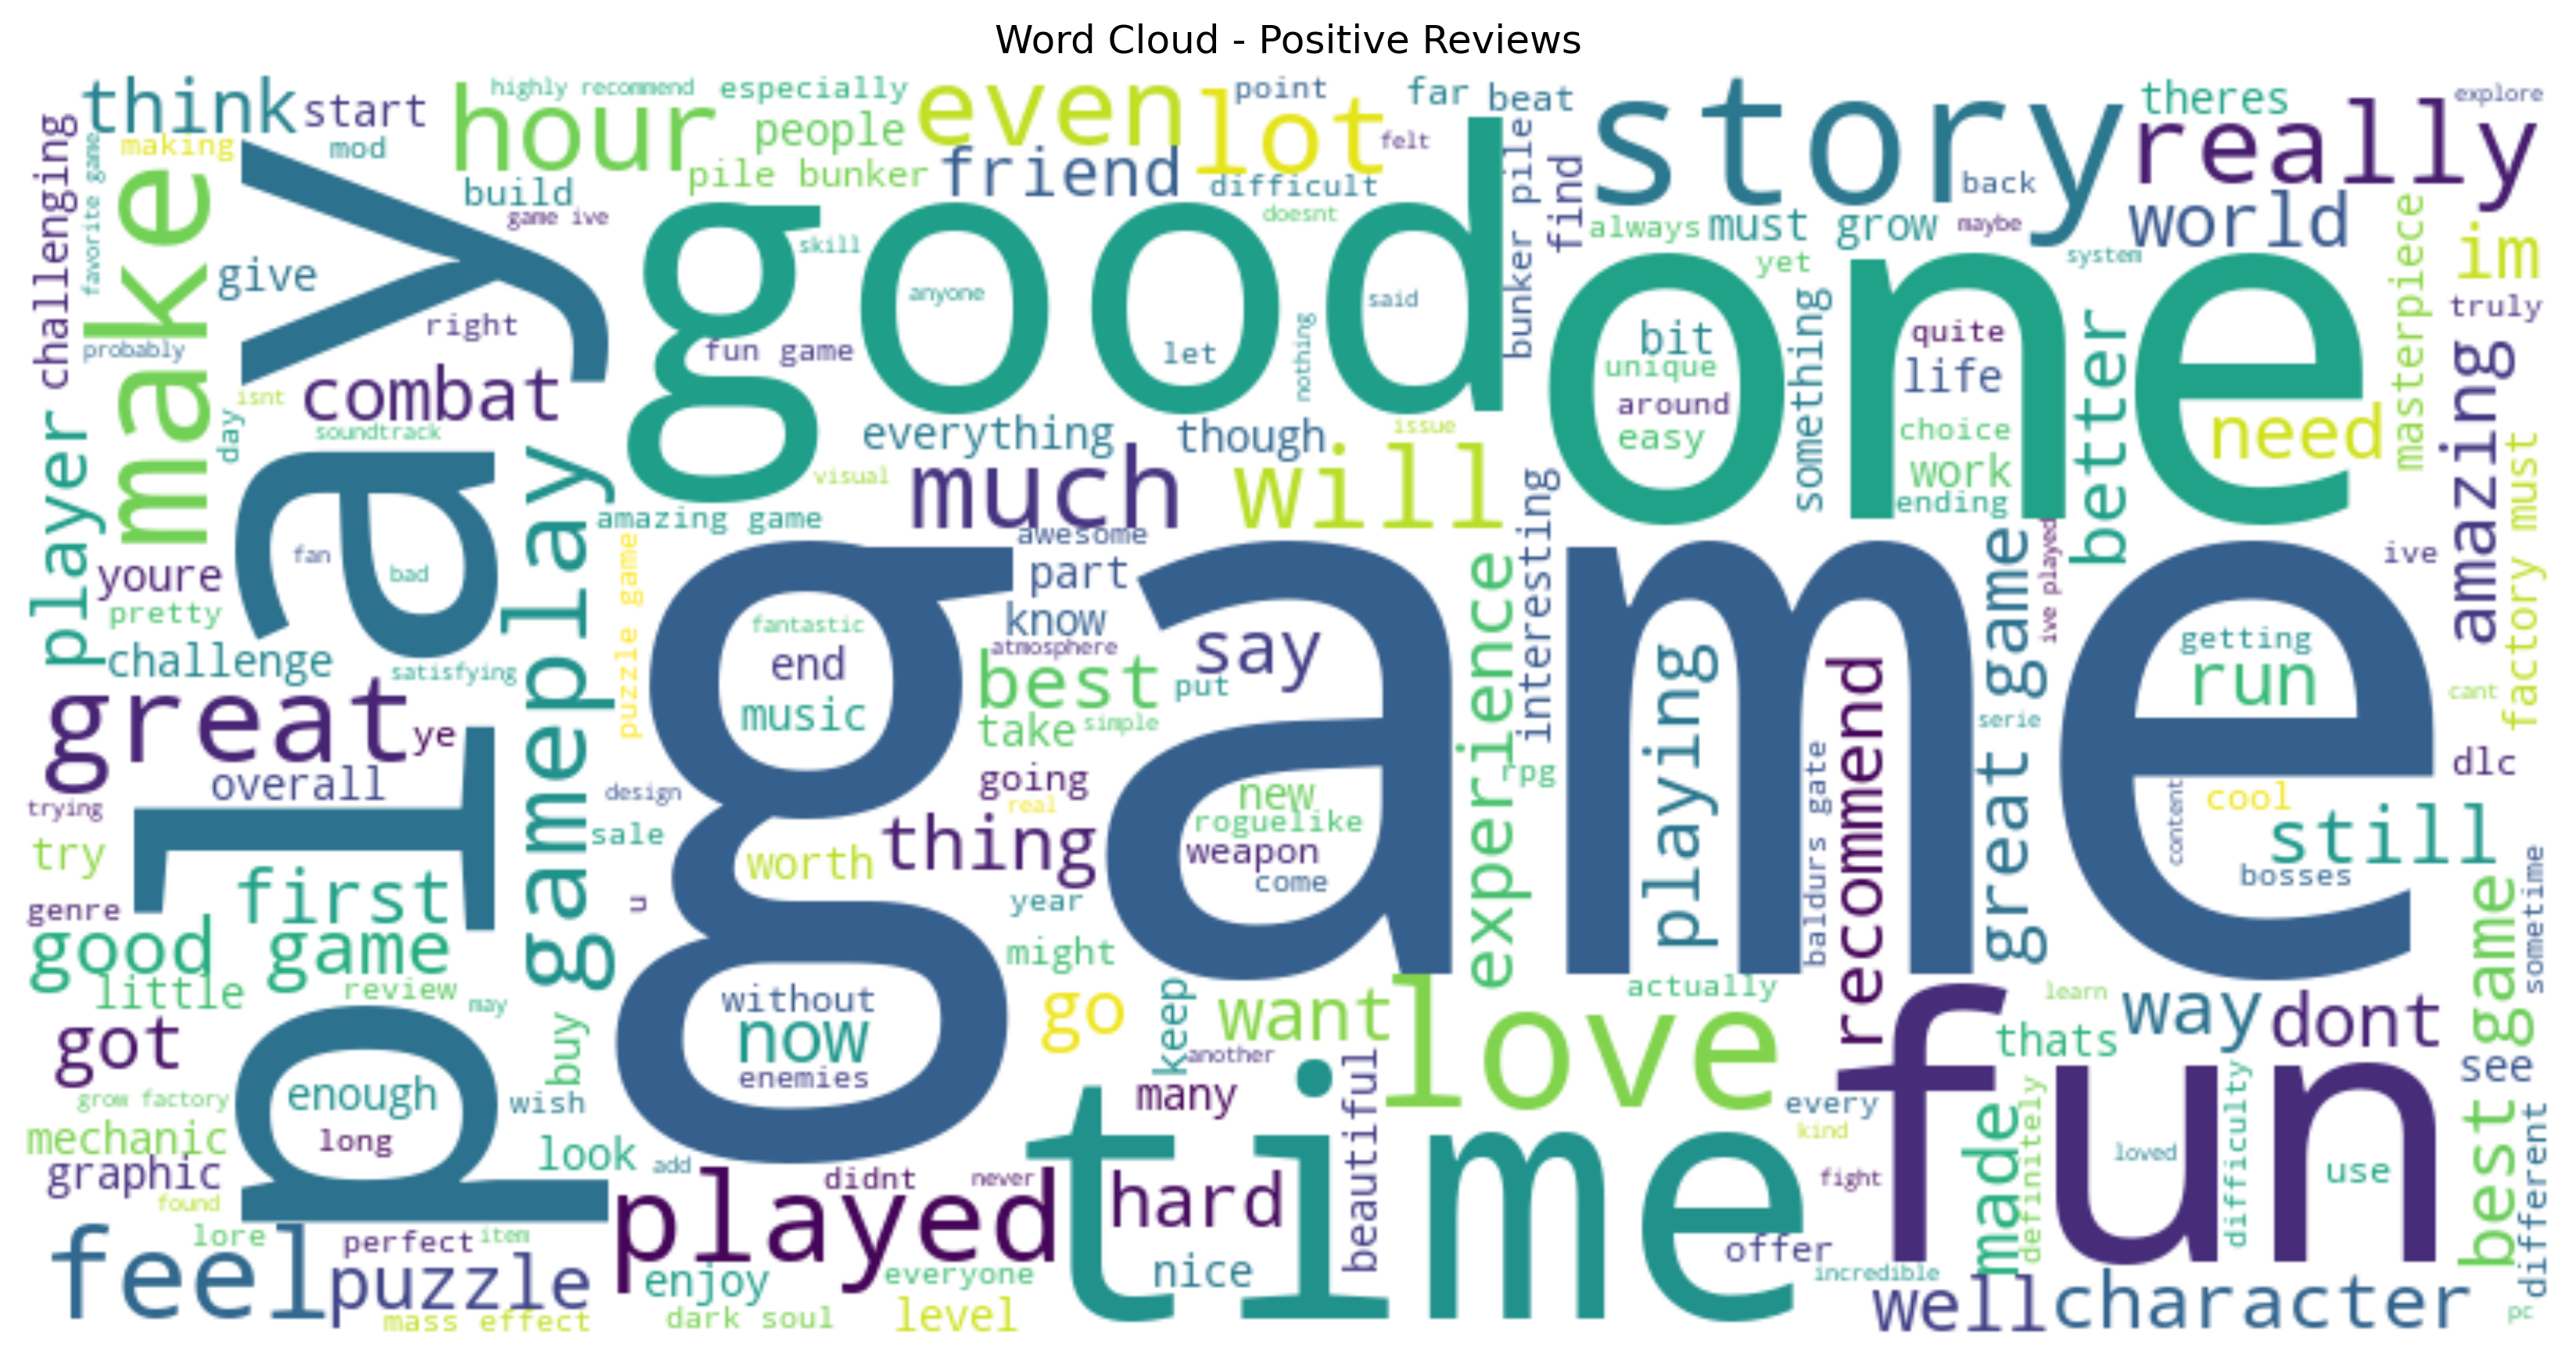 Word Cloud - Positive Reviews
think
start
hour
highly recommend
especially
even
lot
point
far
beat
story
theres
really
explore
making
mod
people
pile bunker
friend
felt
difficult
build
game ive
doesnt
find
bunker pile
back
world
always
must grow
maybe
system
im
truly
masterpiece
challenging
favorite game
make
play
give
right
probably
skill
good
anyone
said
let
nothing
fun game
yet
one
bit
unique
around
easy
something
quite
life
choice
work
ending
better
need
amazing
combat
isnt
day
soundtrack
player
gameplay
everything
though
issue
visual
much
will
amazing game
awesome
interesting
experience
great game
ive played
ive
factory must
youre
fan
bad
pretty
challenge
satisfying
puzzle game
fantastic
end
music
part
know
atmosphere
best
take
simple
put
say
game
playing
recommend
serie
getting
run
cant
dlc
great
ye
overall
trying
try
design
sale
going
real
thing
worth
new
roguelike
weapon
come
rpg
baldurs gate
content
cool
still
bosses
first
genre
u
year
might
good game
little
review
may
without
now
enemies
go
keep
want
another
love
actually
learn
way
dont
thats
best game
sometime
see
got
enough
long
buy
wish
grow factory
mechanic
graphic
found
look
add
many
beautiful
time
every
kind
fun
made
definitely
difficulty
loved
use
different
fight
played
didnt
never
hard
feel
lore
perfect
item
puzzle
mass effect
enjoy
everyone
dark soul
level
nice
offer
incredible
well
character
pc